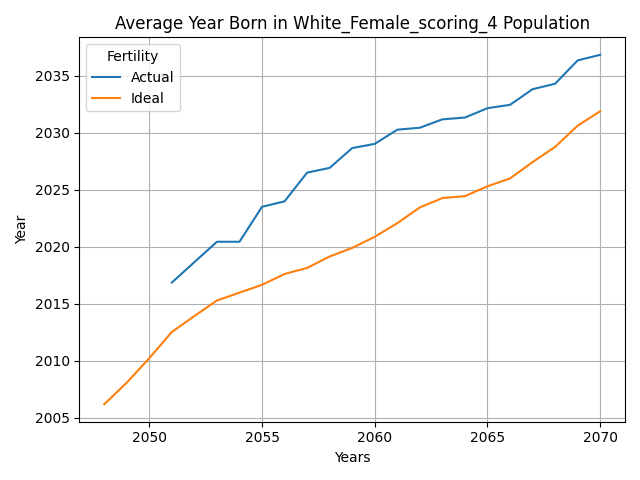 Average Year Born in White_Female_scoring_4 Population
Fertility
Actual
Ideal
Year
2035
2030
2025
2020
2015
2010
2005
2050 2055 2060 2065 2070
Years